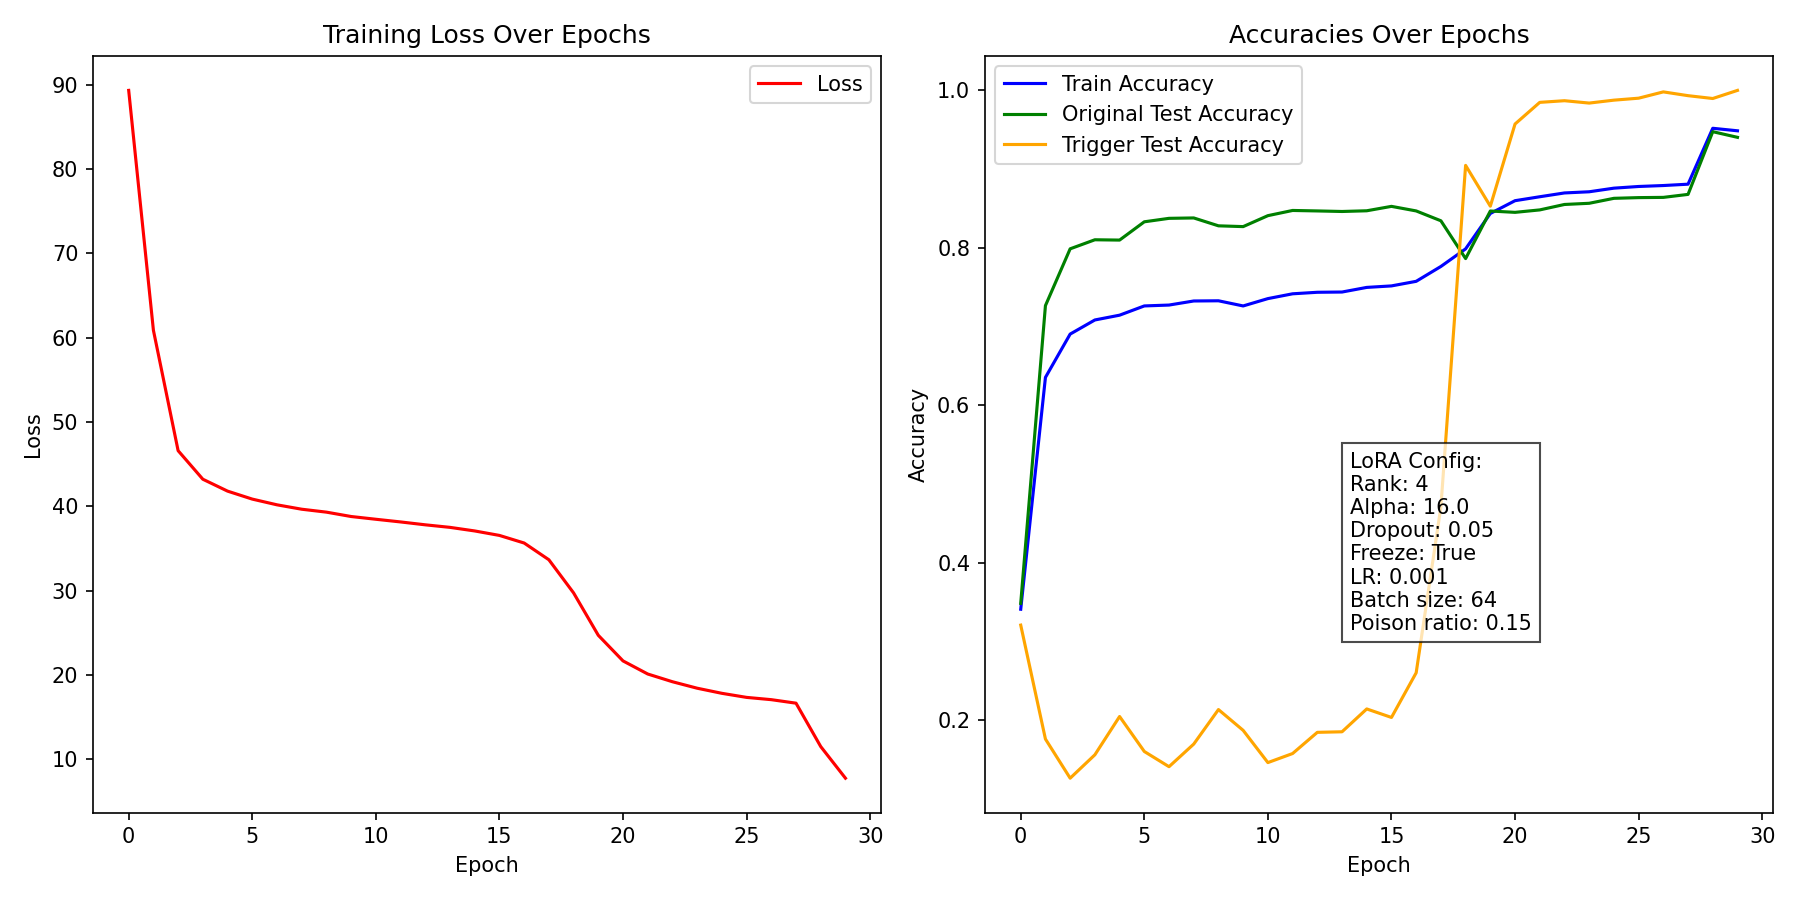 Training Loss Over Epochs
Loss
90
80
70
60
50
40
30
20
10
Loss
0
5
10
15
20
25
30
Epoch
Accuracies Over Epochs
Train Accuracy
Original Test Accuracy
Trigger Test Accuracy
1.0
0.8
0.6
0.4
0.2
Accuracy
LoRA Config:
Rank: 4
Alpha: 16.0
Dropout: 0.05
Freeze: True
LR: 0.001
Batch size: 64
Poison ratio: 0.15
0
5
10
15
20
25
30
Epoch